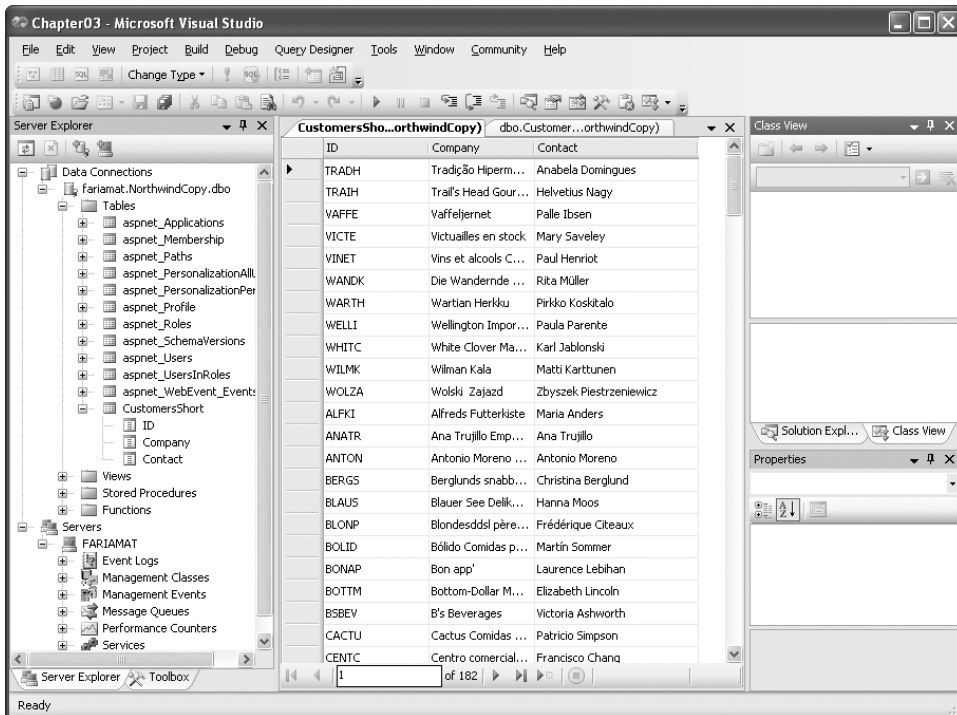 Chapter03 - Microsoft Visual Studio
File Edit View Project Build Debug Query Designer Tools Window Community Help
Change Type
Server Explorer
Data Connections
fariamat.NorthwindCopy.dbo
Tables
aspnet_Applications
aspnet_Membership
aspnet_Paths
aspnet_PersonalizationAllU
aspnet_PersonalizationPer
aspnet_Profile
aspnet_Roles
aspnet_SchemaVersions
aspnet_Users
aspnet_UsersInRoles
aspnet_WebEvent_Events
CustomersShort
ID
Company
Contact
Views
Stored Procedures
Functions
Servers
FARIAMAT
Event Logs
Management Classes
Management Events
Message Queues
Performance Counters
Services
Server Explorer Toolbox
CustomersSho...orthwindCopy) dbo.Customer...orthwindCopy)
ID Company Contact
TRADH Tradição Hiperm... Anabela Domingues
TRAIH Trail's Head Gour... Helvetius Nagy
VAFFE Vaffeljernet Palle Ibsen
VICTE Victuailles en stock Mary Saveley
VINET Vins et alcools C... Paul Henriot
WANDK Die Wandernde ... Rita Müller
WARTH Wartian Herkku Pirkko Koskitalo
WELLI Wellington Impor... Paula Parente
WHITC White Clover Ma... Karl Jablonski
WILMK Wilman Kala Matti Karttunen
WOLZA Wolski Zajazd Zbyszek Piestrzeniewicz
ALFKI Alfreds Futterkiste Maria Anders
ANATR Ana Trujillo Emp... Ana Trujillo
ANTON Antonio Moreno ... Antonio Moreno
BERGS Berglunds snabb... Christina Berglund
BLAUS Blauer See Delik... Hanna Moos
BLONP Blondesddsl père... Frédérique Citeaux
BOLID Bólido Comidas p... Martín Sommer
BONAP Bon app' Laurence Lebihan
BOTTM Bottom-Dollar M... Elizabeth Lincoln
BSBEV B's Beverages Victoria Ashworth
CACTU Cactus Comidas ... Patricio Simpson
CENTC Centro comercial... Francisco Chang
1 of 182
Class View
Solution Expl... Class View
Properties
Ready